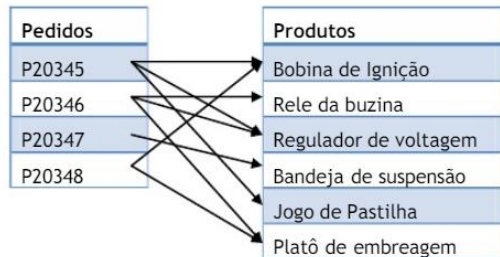 Pedidos
P20345
P20346
P20347
P20348
Produtos
Bobina de Ignição
Rele da buzina
Regulador de voltagem
Bandeja de suspensão
Jogo de Pastilha
Platô de embreagem